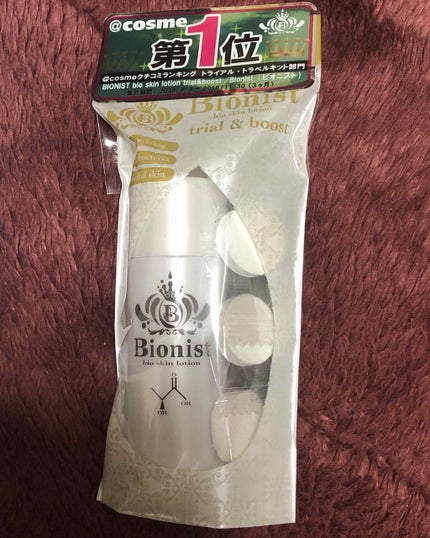 @cosme
第1位
@cosmeクチコミランキング トライアル・トラベルキット部門
BIONIST bio skin lotion trial&boost /Bionist（ビオニスト）
Bionist
bio skin lotion
trial & boost
skin
B
Bionist
bio skin lotion
O
OH
OH